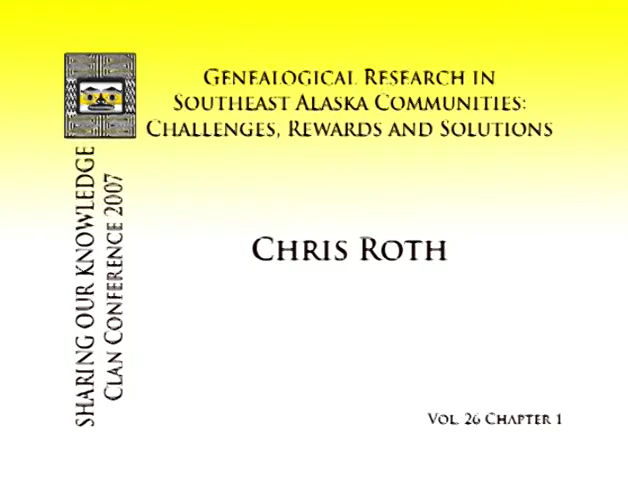 Genealogical Research in
Southeast Alaska Communities:
Challenges, Rewards and Solutions
SHARING OUR KNOWLEDGE
Clan Conference 2007
Chris Roth
Vol. 26 Chapter 1